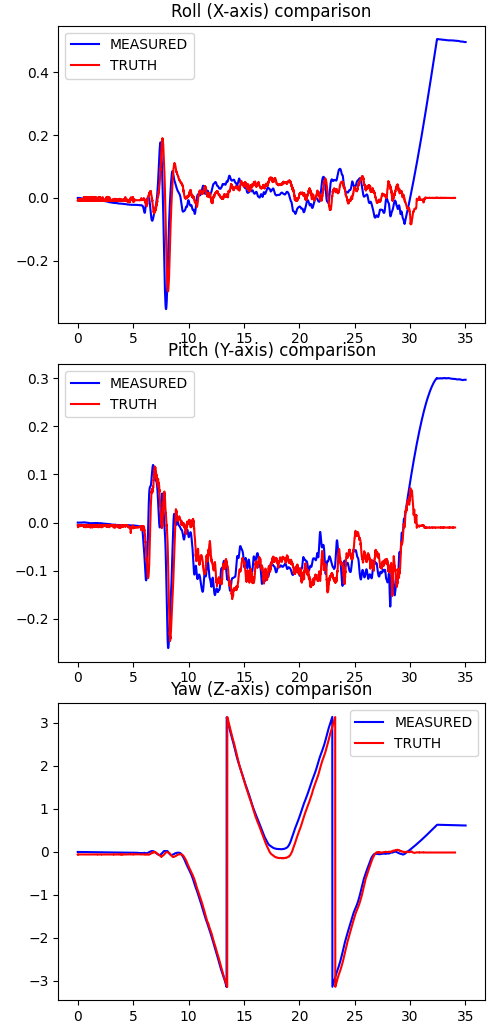 Roll (X-axis) comparison
MEASURED
TRUTH
0.4
0.2
0.0
−0.2
0 5 10 15 20 25 30 35
Pitch (Y-axis) comparison
MEASURED
TRUTH
0.3
0.2
0.1
0.0
−0.1
−0.2
0 5 10 15 20 25 30 35
Yaw (Z-axis) comparison
MEASURED
TRUTH
3
2
1
0
−1
−2
−3
0 5 10 15 20 25 30 35